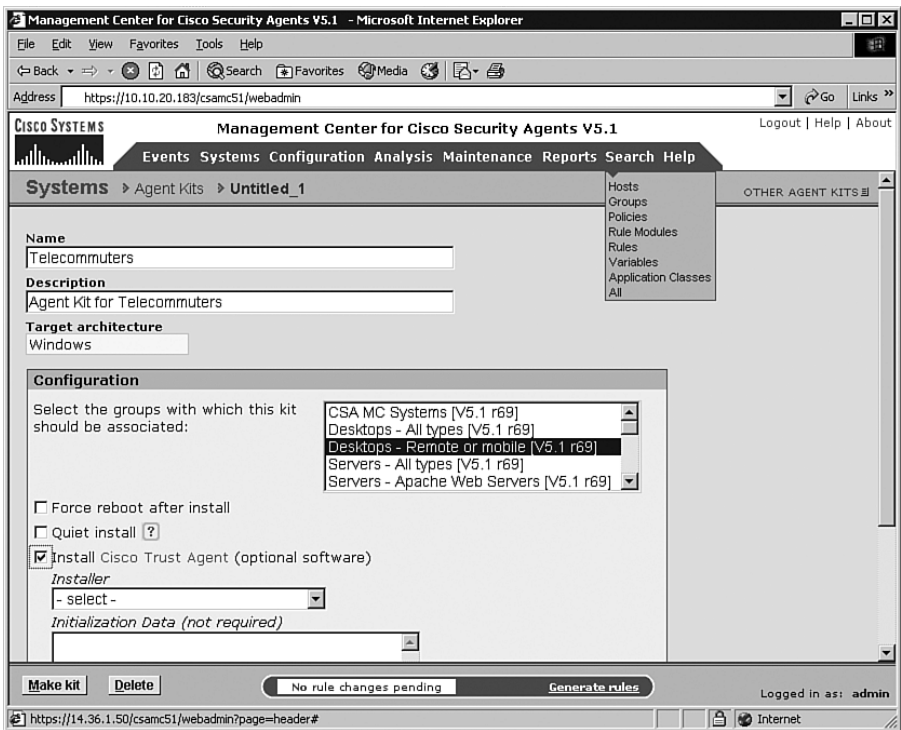 Management Center for Cisco Security Agents V5.1 - Microsoft Internet Explorer
File Edit View Favorites Tools Help
Back Search Favorites Media
Address https://10.10.20.183/csamc51/webadmin Go Links »
CISCO SYSTEMS
Management Center for Cisco Security Agents V5.1
Logout | Help | About
Events Systems Configuration Analysis Maintenance Reports Search Help
Systems Agent Kits Untitled_1
OTHER AGENT KITS
Hosts
Groups
Policies
Rule Modules
Rules
Variables
Application Classes
All
Name
Telecommuters
Description
Agent Kit for Telecommuters
Target architecture
Windows
Configuration
Select the groups with which this kit
should be associated:
CSA MC Systems [V5.1 r69]
Desktops - All types [V5.1 r69]
Desktops - Remote or mobile [V5.1 r69]
Servers - All types [V5.1 r69]
Servers - Apache Web Servers [V5.1 r69]
Force reboot after install
Quiet install ?
Install Cisco Trust Agent (optional software)
Installer
- select -
Initialization Data (not required)
Make kit Delete
No rule changes pending Generate rules
Logged in as: admin
https://14.36.1.50/csamc51/webadmin?page=header#
Internet